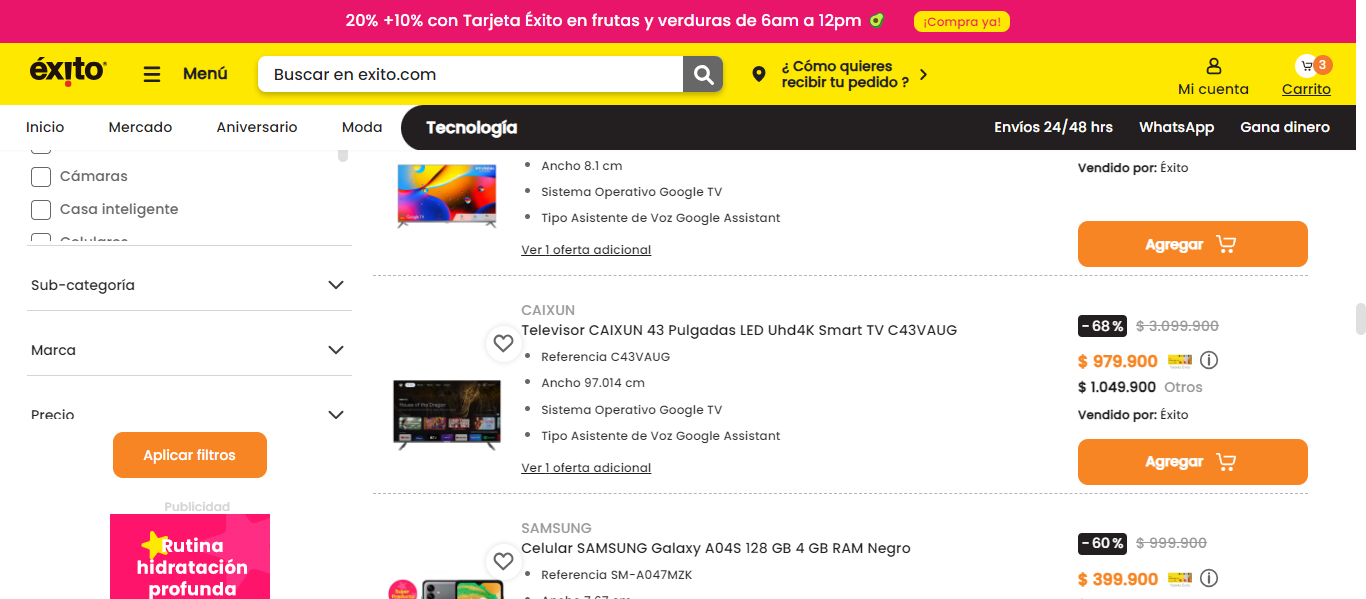 20% +10% con Tarjeta Éxito en frutas y verduras de 6am a 12pm ¡Compra ya!
éxito
Menú
Buscar en exito.com
¿ Cómo quieres
recibir tu pedido ?
3
Mi cuenta
Carrito
Inicio Mercado Aniversario Moda Tecnología Envíos 24/48 hrs WhatsApp Gana dinero
Cámaras
Casa inteligente
Celulares
Sub-categoría
Marca
Precio
Aplicar filtros
Publicidad
Rutina
hidratación
profunda
Ancho 8.1 cm
Sistema Operativo Google TV
Tipo Asistente de Voz Google Assistant
Ver 1 oferta adicional
Vendido por: Éxito
Agregar
CAIXUN
Televisor CAIXUN 43 Pulgadas LED Uhd4K Smart TV C43VAUG
Referencia C43VAUG
Ancho 97.014 cm
Sistema Operativo Google TV
Tipo Asistente de Voz Google Assistant
Ver 1 oferta adicional
- 68 % $ 3.099.900
$ 979.900
$ 1.049.900 Otros
Vendido por: Éxito
Agregar
SAMSUNG
Celular SAMSUNG Galaxy A04S 128 GB 4 GB RAM Negro
Referencia SM-A047MZK
Ancho 7.67 cm
- 60 % $ 999.900
$ 399.900